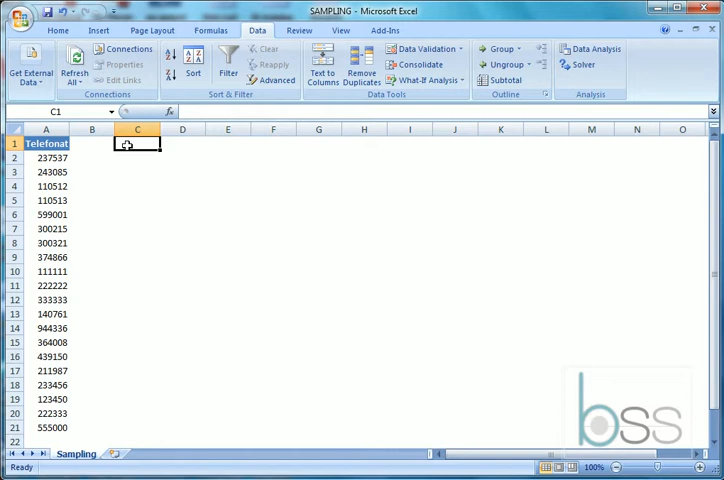 SAMPLING - Microsoft Excel
Home Insert Page Layout Formulas Data Review View Add-Ins
Get External Data
Refresh All
Connections
Properties
Edit Links
Connections
Sort
Filter
Clear
Reapply
Advanced
Sort & Filter
Text to Columns
Remove Duplicates
Data Validation
Consolidate
What-If Analysis
Data Tools
Group
Ungroup
Subtotal
Outline
Data Analysis
Solver
Analysis
C1 fx
A B C D E F G H I J K L M N O
1 Telefonat
2 237537
3 243085
4 110512
5 110513
6 599001
7 300215
8 300321
9 374866
10 111111
11 222222
12 333333
13 140761
14 944336
15 364008
16 439150
17 211987
18 233456
19 123450
20 222333
21 555000
22
bss
Sampling
Ready 100%